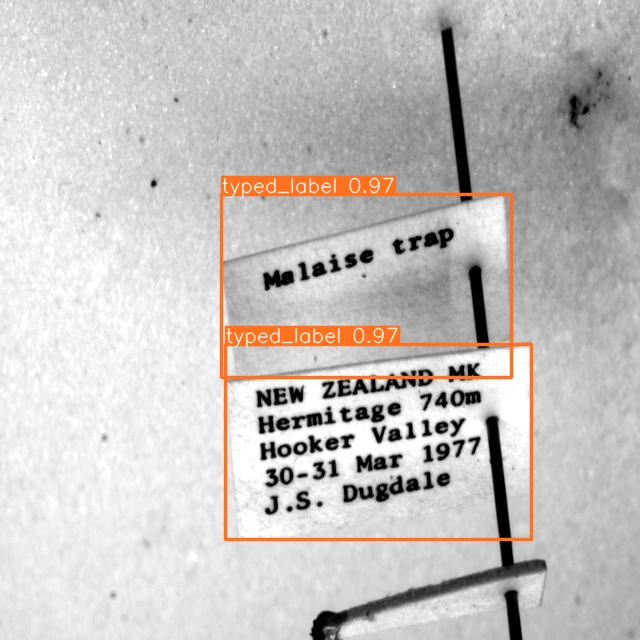 typed_label 0.97
Malaise trap
typed_label 0.97
NEW ZEALAND MK
Hermitage 740m
Hooker Valley
30-31 Mar 1977
J.S. Dugdale